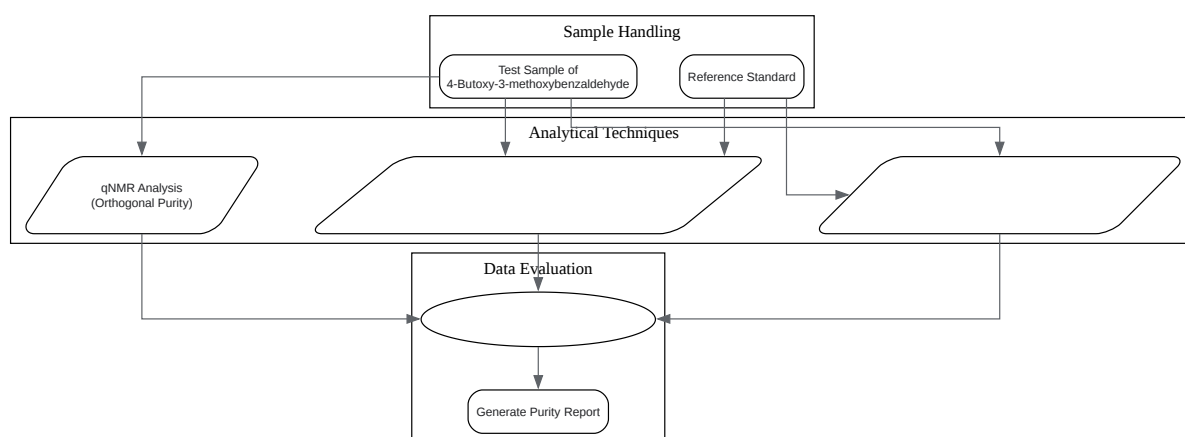 Sample Handling
Test Sample of
4-Butoxy-3-methoxybenzaldehyde
Reference Standard
Analytical Techniques
qNMR Analysis
(Orthogonal Purity)
Data Evaluation
Generate Purity Report